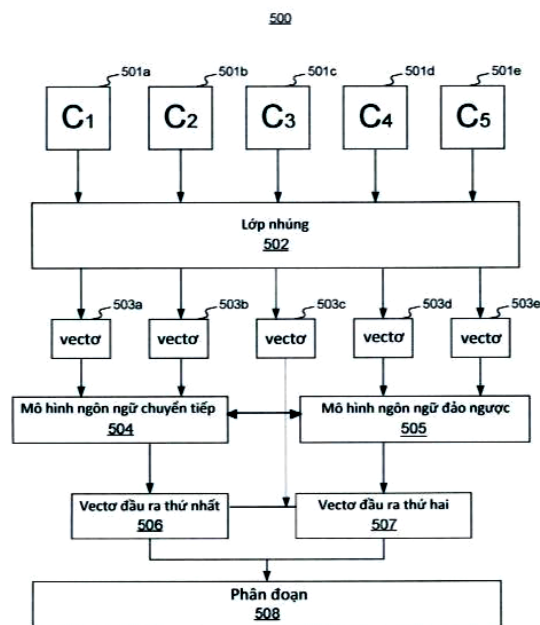 500
501a 501b 501c 501d 501e
C1 C2 C3 C4 C5
Lớp nhúng
502
503a 503b 503c 503d 503e
vectơ vectơ vectơ vectơ vectơ
Mô hình ngôn ngữ chuyển tiếp Mô hình ngôn ngữ đảo ngược
504 505
Vectơ đầu ra thứ nhất Vectơ đầu ra thứ hai
506 507
Phân đoạn
508